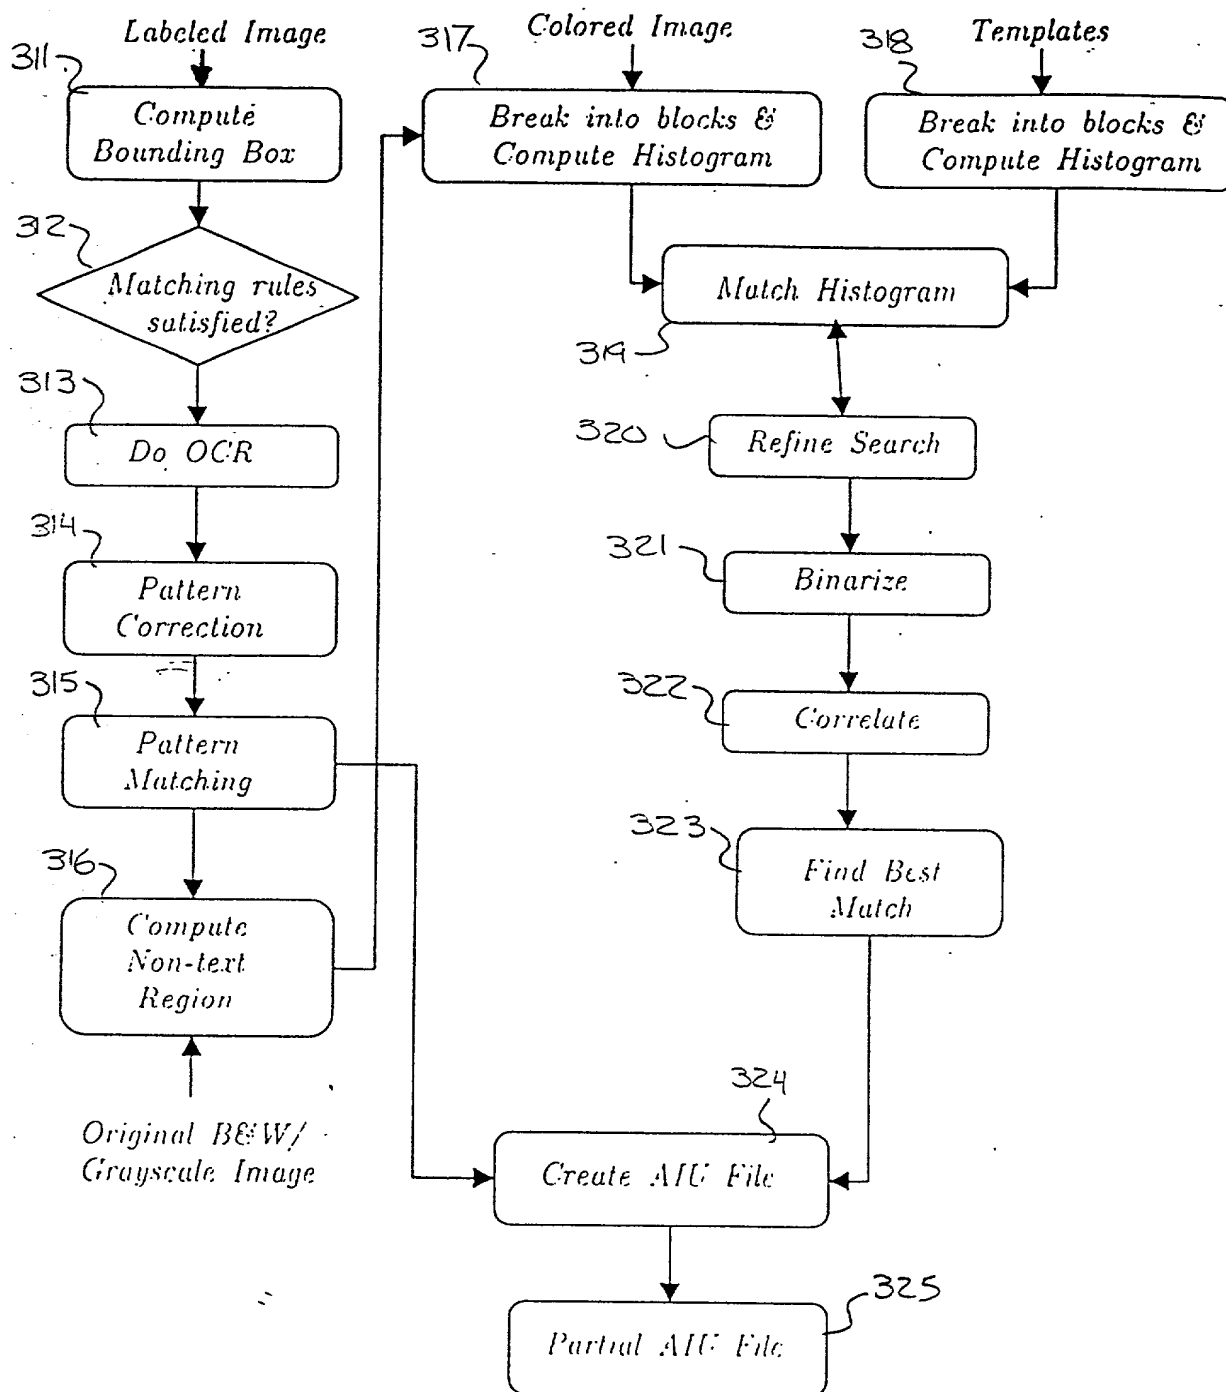 Labeled Image
311
Compute
Bounding Box
312
Matching rules
satisfied?
313
Do OCR
314
Pattern
Correction
315
Pattern
Matching
316
Compute
Non-text
Region
Original B&W/
Grayscale Image
Colored Image
317
Break into blocks &
Compute Histogram
Templates
318
Break into blocks &
Compute Histogram
Match Histogram
319
320
Refine Search
321
Binarize
322
Correlate
323
Find Best
Match
324
Create AIU File
325
Partial AIU File